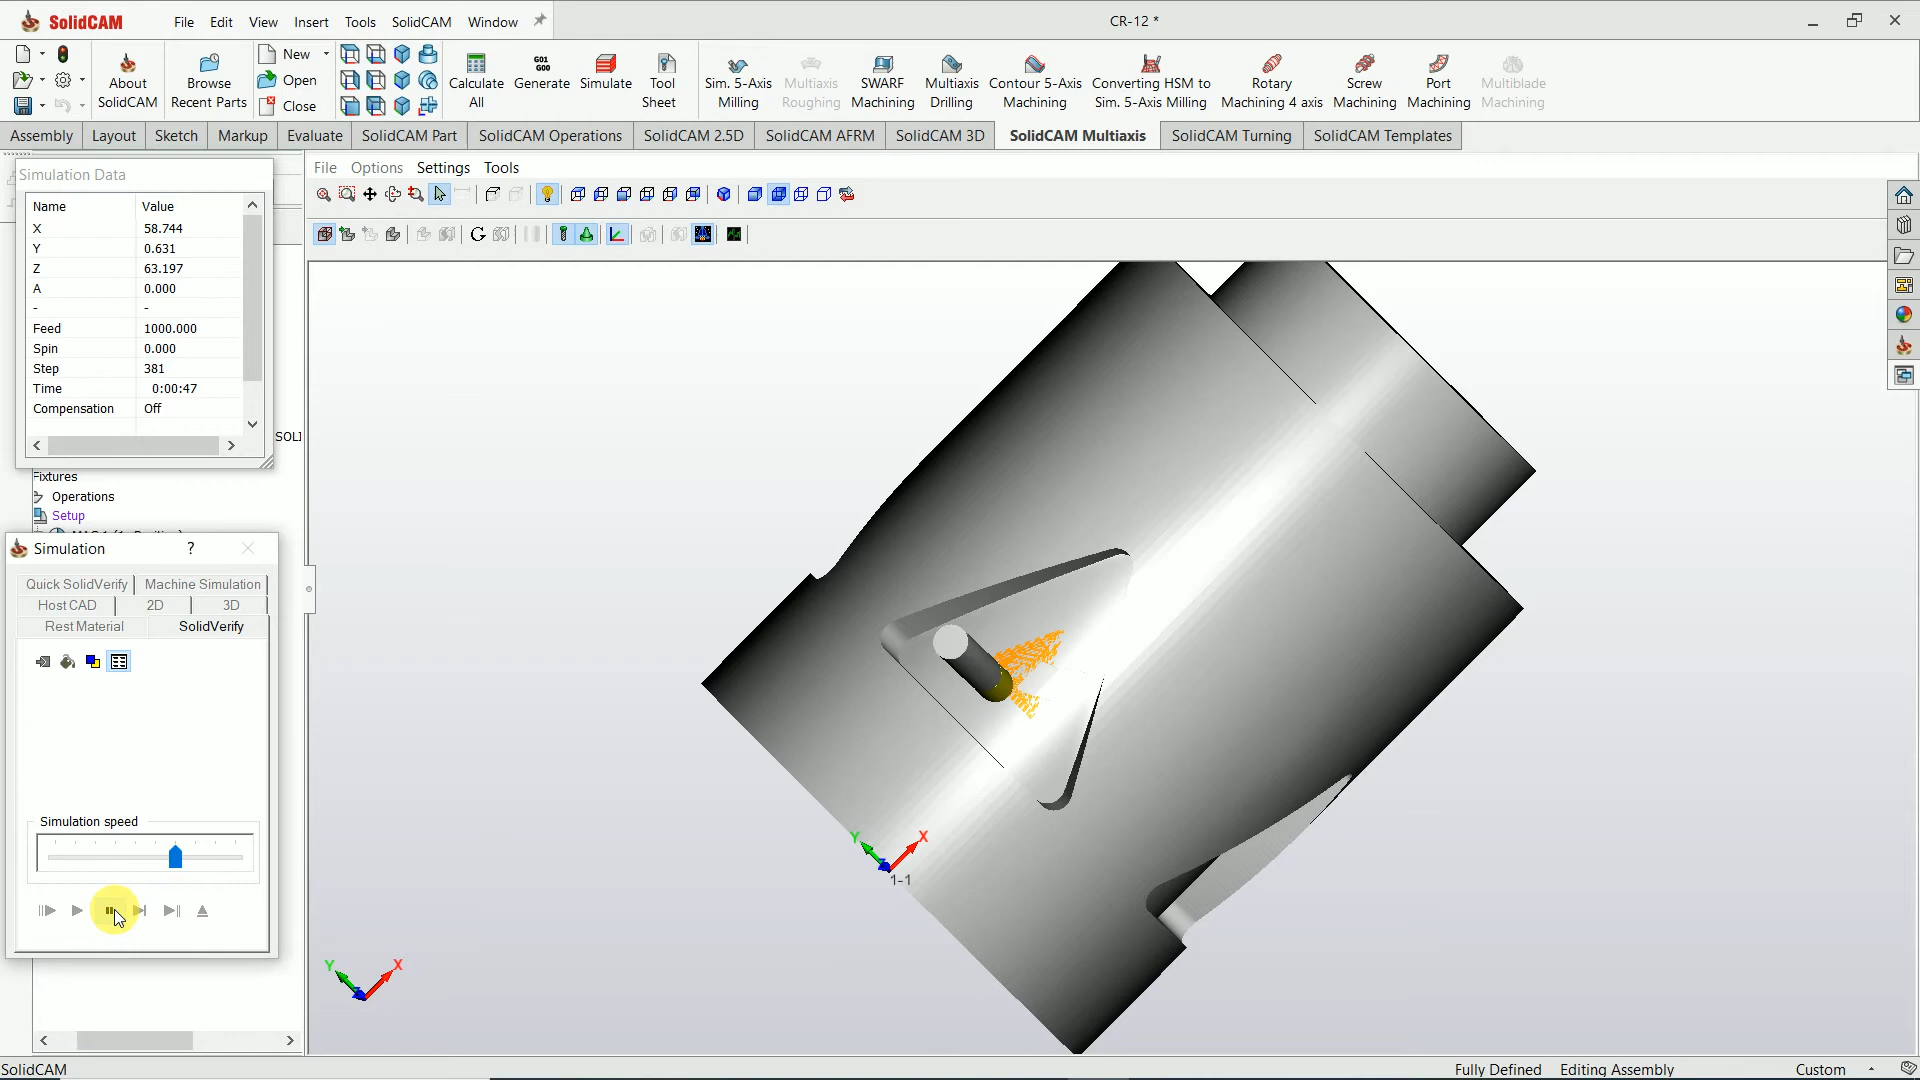 SolidCAM
File Edit View Insert Tools SolidCAM Window
CR-12 *
New
Open
Close
About SolidCAM
Browse Recent Parts
Calculate All
G01
G00
Generate
Simulate
Tool Sheet
Sim. 5-Axis Milling
Multiaxis Roughing
SWARF Machining
Multiaxis Drilling
Contour 5-Axis Machining
Converting HSM to Sim. 5-Axis Milling
Rotary Machining 4 axis
Screw Machining
Port Machining
Multiblade Machining
Assembly Layout Sketch Markup Evaluate SolidCAM Part SolidCAM Operations SolidCAM 2.5D SolidCAM AFRM SolidCAM 3D SolidCAM Multiaxis SolidCAM Turning SolidCAM Templates
File Options Settings Tools
Simulation Data
Name Value
X 58.744
Y 0.631
Z 63.197
A 0.000
- -
Feed 1000.000
Spin 0.000
Step 381
Time 0:00:47
Compensation Off
SOLI
Fixtures
Operations
Setup
Simulation ?
Quick SolidVerify Machine Simulation
Host CAD 2D 3D
Rest Material SolidVerify
Simulation speed
Y X
1-1
Y X
SolidCAM
Fully Defined Editing Assembly Custom